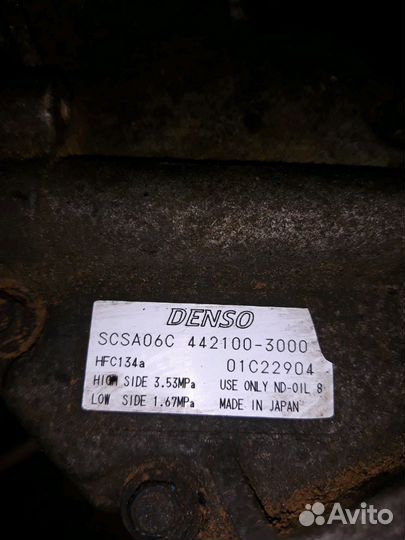 DENSO
SCSA06C 442100-3000
HFC134a 01C22904
HIGH SIDE 3.53MPa USE ONLY ND-OIL 8
LOW SIDE 1.67MPa MADE IN JAPAN
Avito